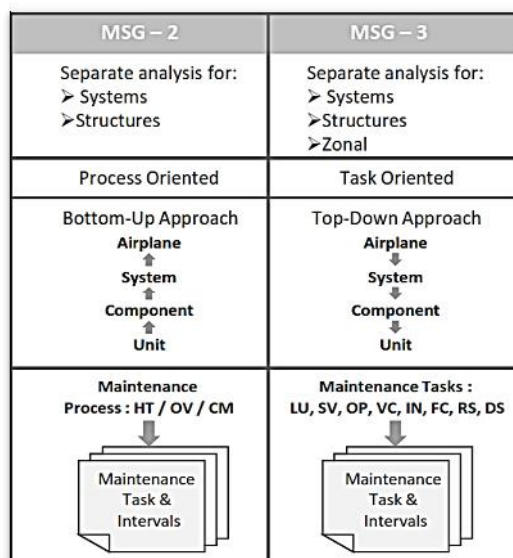 MSG – 2
MSG – 3
Separate analysis for:
➢ Systems
➢Structures
Separate analysis for:
➢ Systems
➢Structures
➢Zonal
Process Oriented
Task Oriented
Bottom-Up Approach
Airplane
System
Component
Unit
Top-Down Approach
Airplane
System
Component
Unit
Maintenance
Process : HT / OV / CM
Maintenance
Task &
Intervals
Maintenance Tasks :
LU, SV, OP, VC, IN, FC, RS, DS
Maintenance
Task &
Intervals